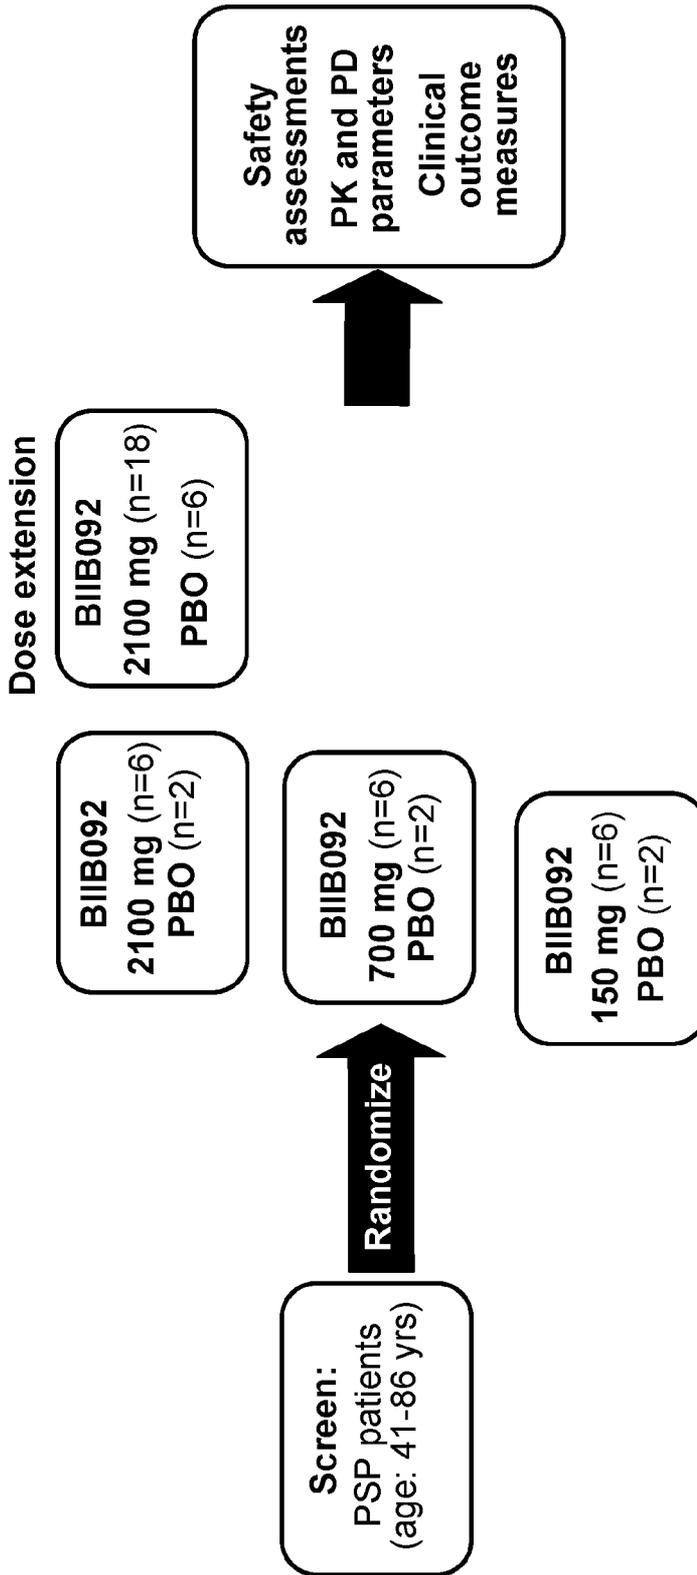 Screen:
PSP patients
(age: 41-86 yrs)
Randomize
Dose extension
BIIB092
2100 mg (n=6)
PBO (n=2)
BIIB092
2100 mg (n=18)
PBO (n=6)
BIIB092
700 mg (n=6)
PBO (n=2)
BIIB092
150 mg (n=6)
PBO (n=2)
Safety
assessments
PK and PD
parameters
Clinical
outcome
measures